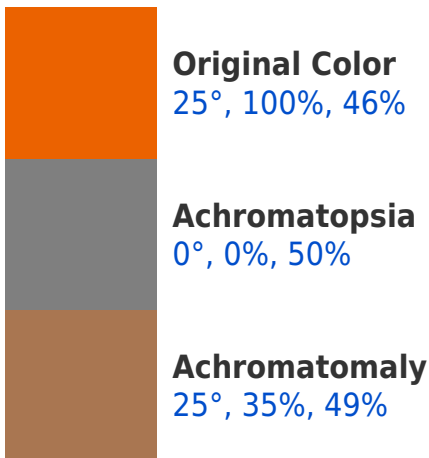 Original Color
25°, 100%, 46%
Achromatopsia
0°, 0%, 50%
Achromatomaly
25°, 35%, 49%